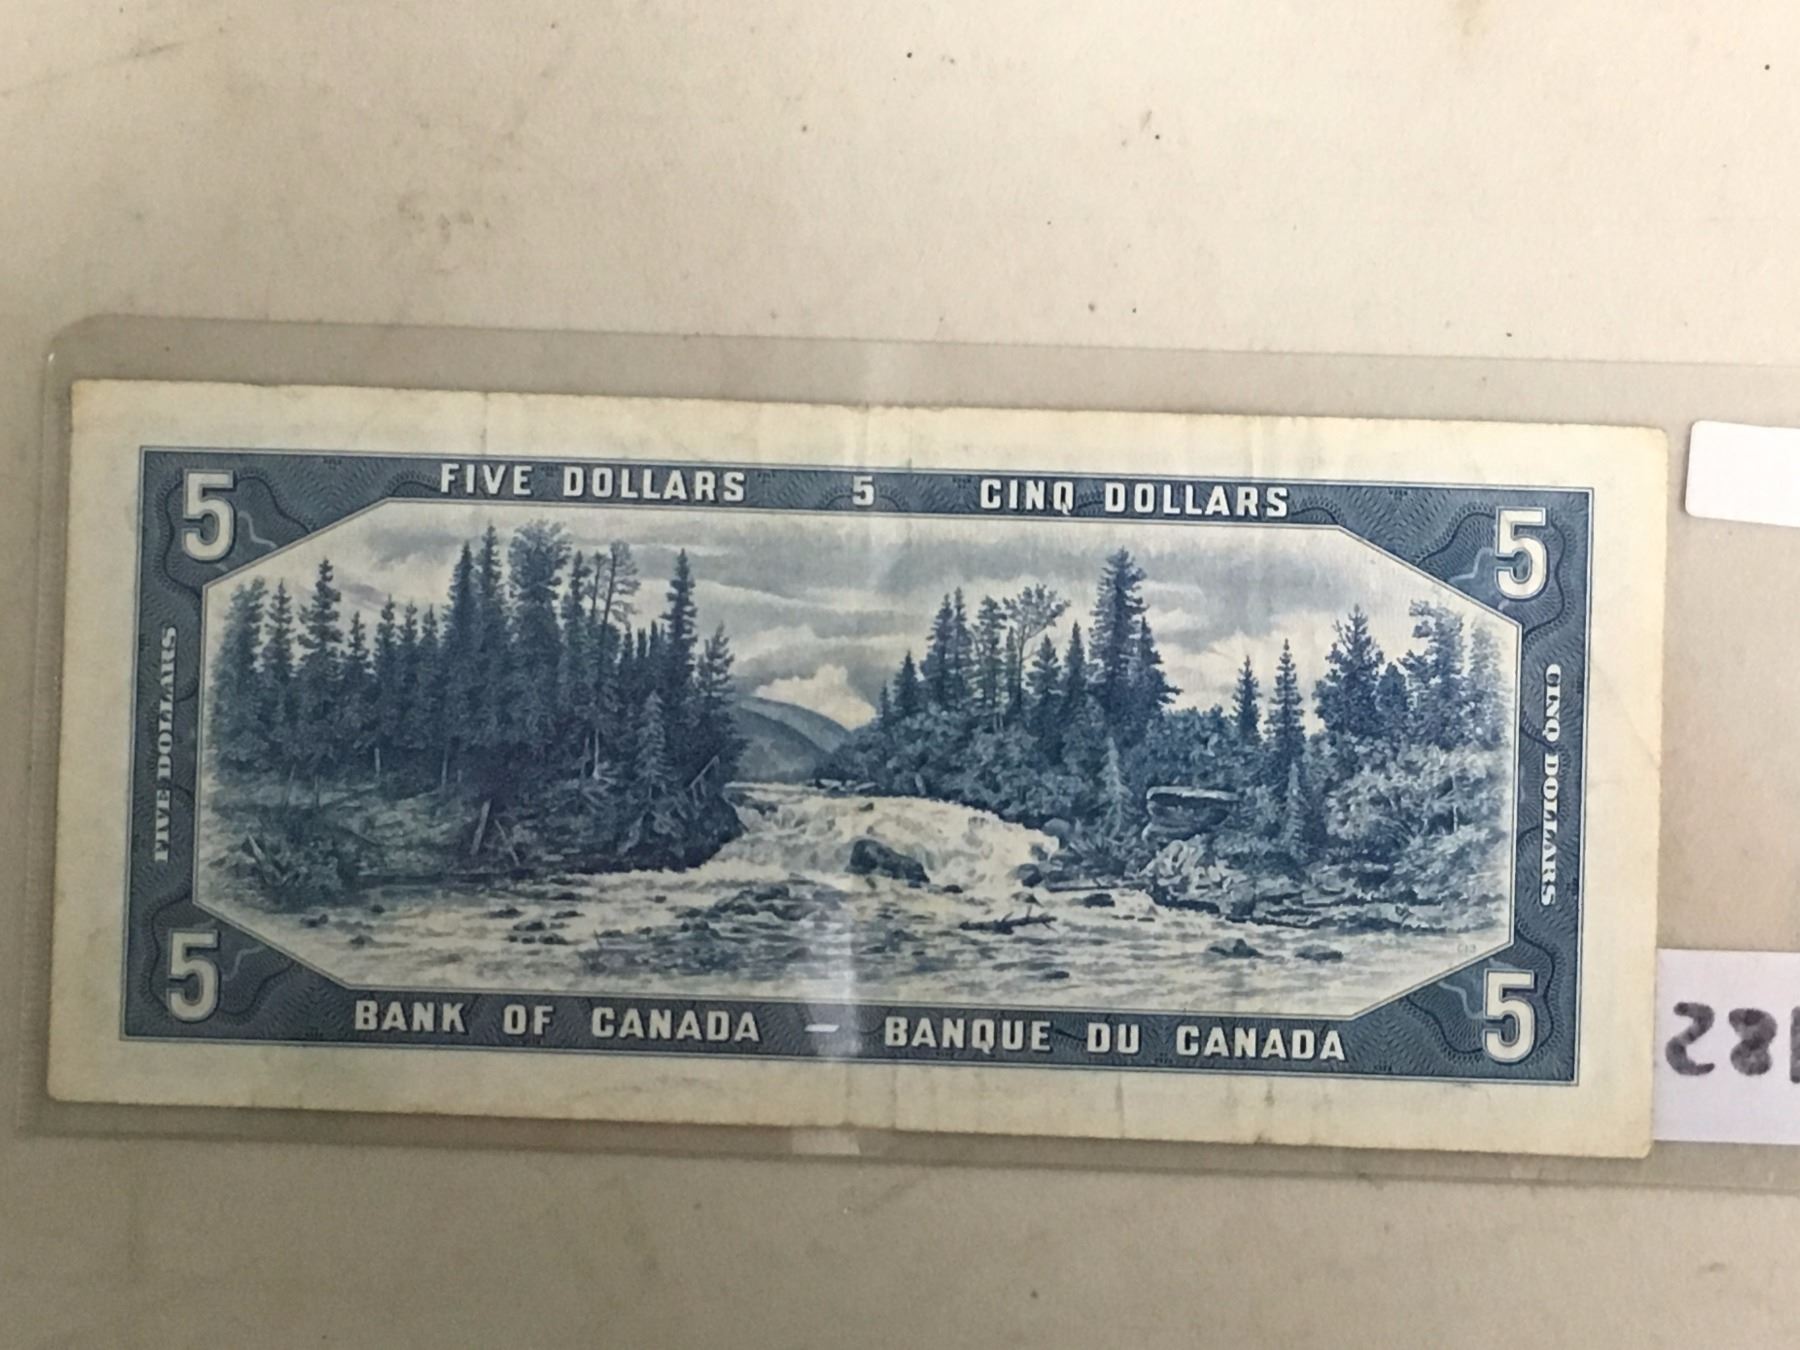 FIVE DOLLARS 5 CINQ DOLLARS
5 5
FIVE DOLLARS
CINQ DOLLARS
5 5
BANK OF CANADA — BANQUE DU CANADA